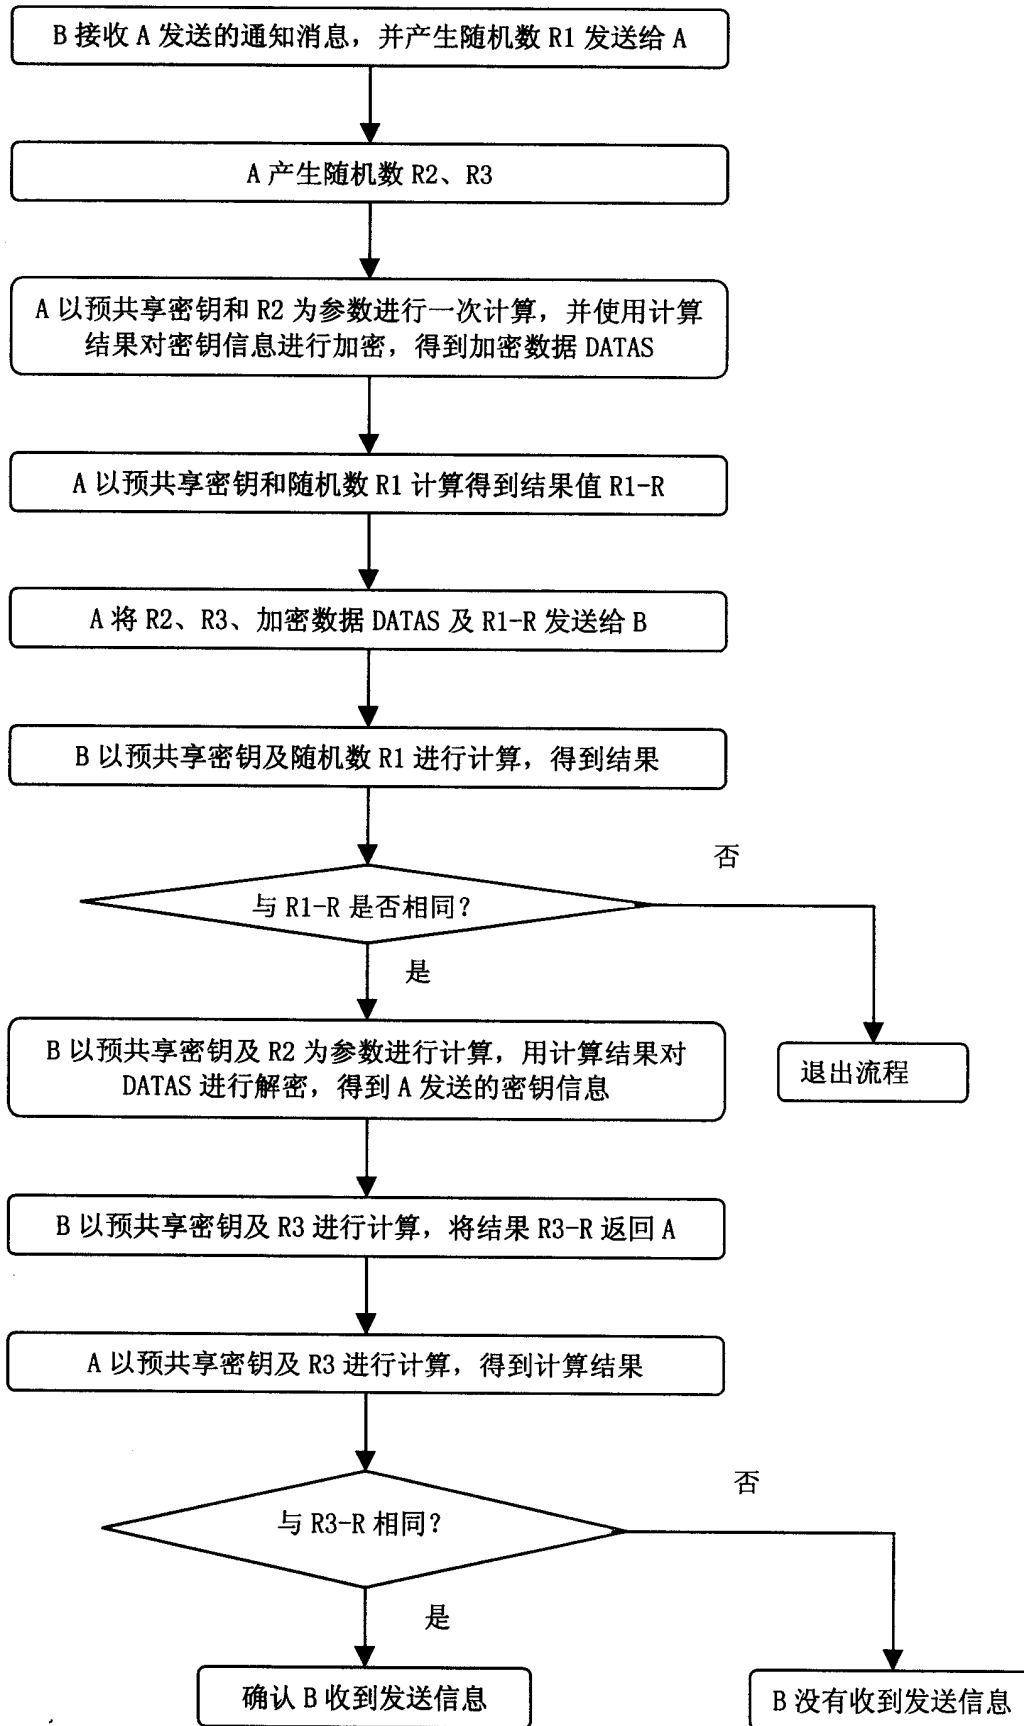 B 接收 A 发送的通知消息，并产生随机数 R1 发送给 A
A 产生随机数 R2、R3
A 以预共享密钥和 R2 为参数进行一次计算，并使用计算
结果对密钥信息进行加密，得到加密数据 DATAS
A 以预共享密钥和随机数 R1 计算得到结果值 R1-R
A 将 R2、R3、加密数据 DATAS 及 R1-R 发送给 B
B 以预共享密钥及随机数 R1 进行计算，得到结果
否
与 R1-R 是否相同？
是
B 以预共享密钥及 R2 为参数进行计算，用计算结果对
DATAS 进行解密，得到 A 发送的密钥信息
退出流程
B 以预共享密钥及 R3 进行计算，将结果 R3-R 返回 A
A 以预共享密钥及 R3 进行计算，得到计算结果
否
与 R3-R 相同？
是
确认 B 收到发送信息
B 没有收到发送信息